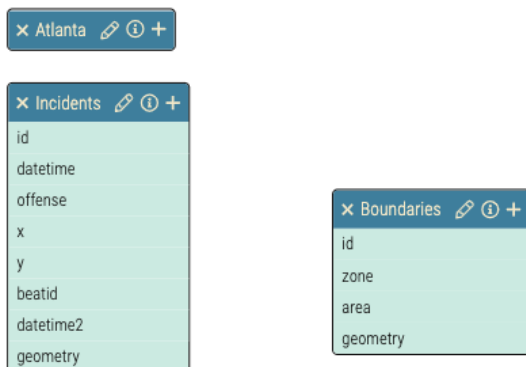 Atlanta
Incidents
id
datetime
offense
x
y
beatid
datetime2
geometry
Boundaries
id
zone
area
geometry